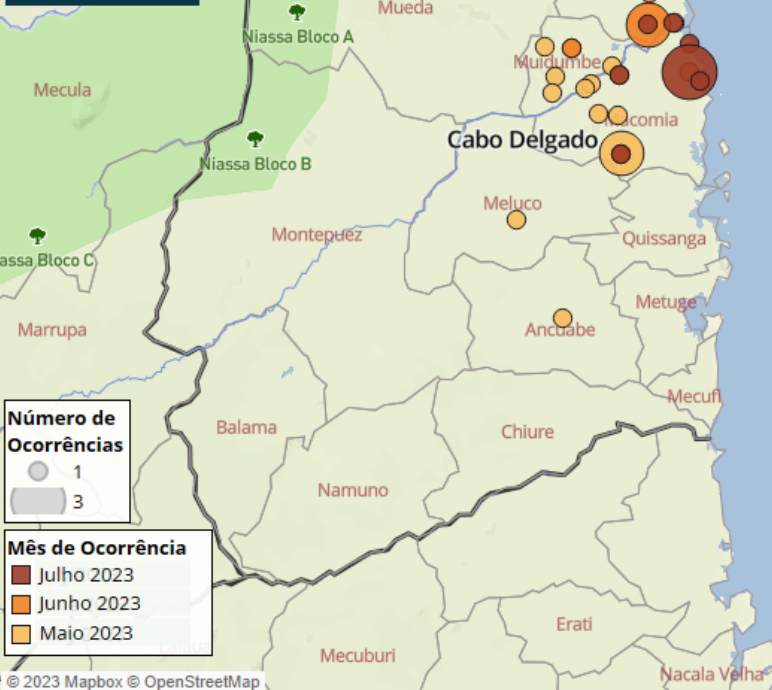 Mueda
Niassa Bloco A
Muidumbe
Mecula
Macomia
Cabo Delgado
Niassa Bloco B
Meluco
Montepuez
Quissanga
assa Bloco C
Metuge
Marrupa
Ancuabe
Mecufi
Número de
Ocorrências
1
3
Balama
Chiure
Namuno
Mês de Ocorrência
Julho 2023
Junho 2023
Maio 2023
Erati
Mecuburi
Nacala Velha
© 2023 Mapbox © OpenStreetMap